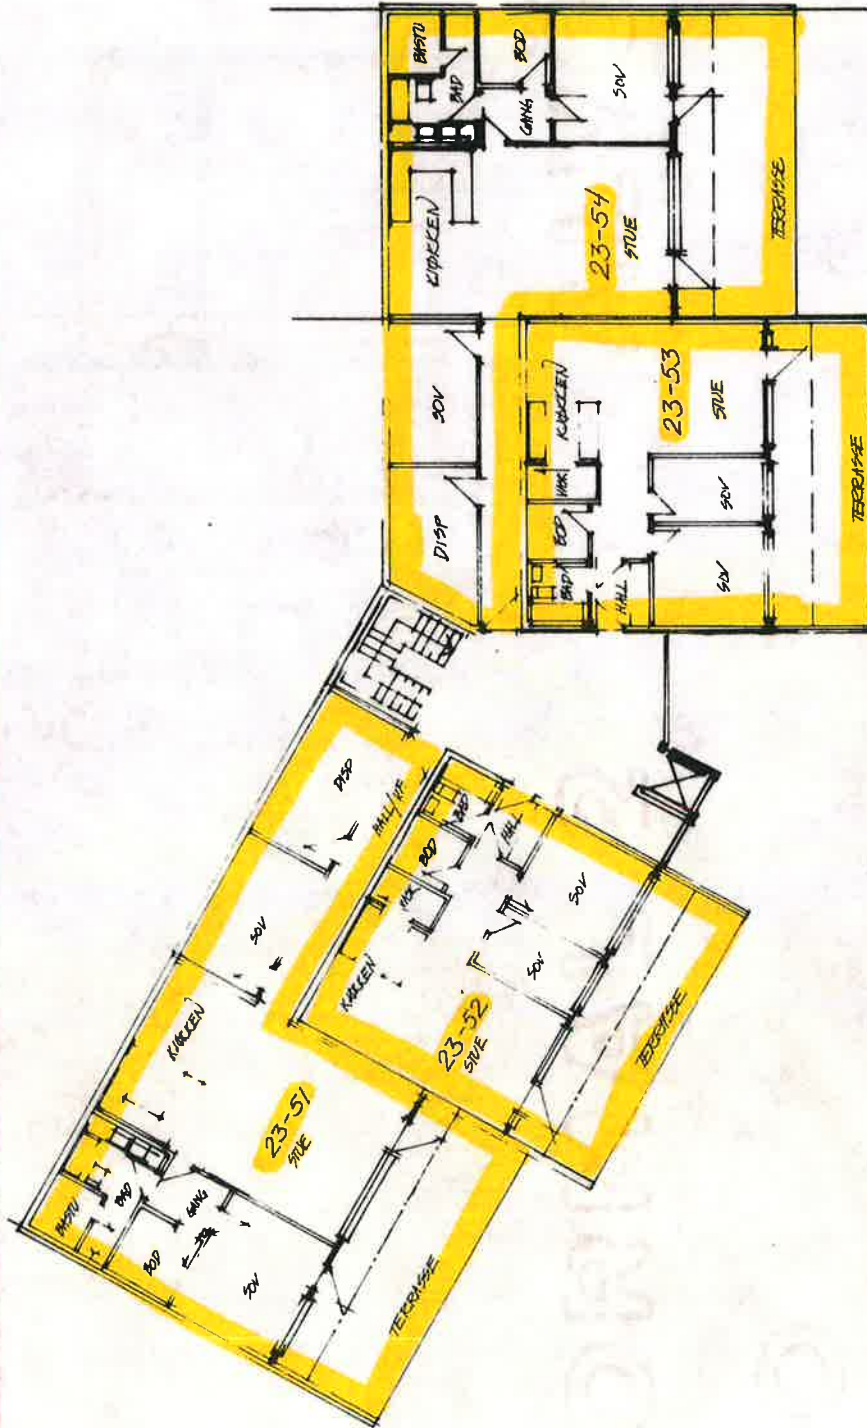 BASTU
BAD
BOD
GANG
SOV
KJØKKEN
23-54
STUE
TERRASSE
SOV
DISP
KJØKKEN
23-53
STUE
BOD
BAD
HALL
SOV
SOV
TERRASSE
DISP
HALL/VF
SOV
KJØKKEN
23-51
STUE
BASTU
BAD
GANG
BOD
SOV
TERRASSE
BAD
BOD
HALL
KJØKKEN
23-52
STUE
SOV
SOV
TERRASSE